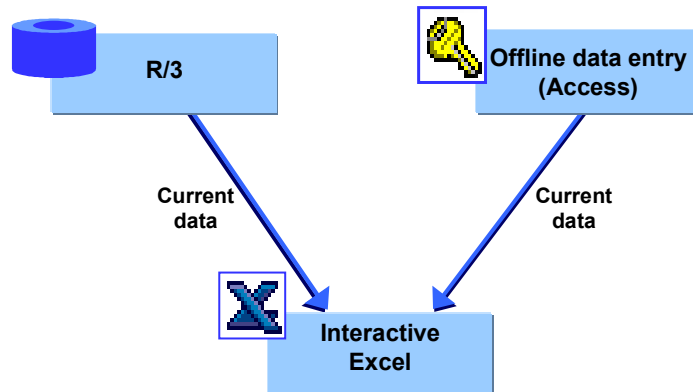 R/3
Offline data entry
(Access)
Current
data
Current
data
Interactive
Excel